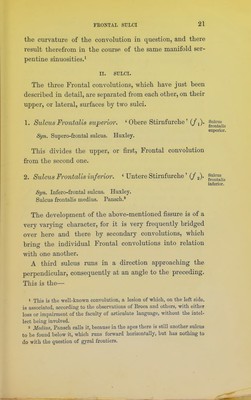 FRONTAL SULCI 21
the curvature of the convolution in question, and there
result therefrom in the course of the same manifold ser-
pentine sinuosities.¹
II. SULCI.
The three Frontal convolutions, which have just been
described in detail, are separated from each other, on their
upper, or lateral, surfaces by two sulci.
1. Sulcus Frontalis superior. ‘Obere Stirnfurche’ (f₁).
Sulcus
frontalis
superior.
Syn. Supero-frontal sulcus. Huxley.
This divides the upper, or first, Frontal convolution
from the second one.
2. Sulcus Frontalis inferior. ‘Untere Stirnfurche’ (f₂).
Sulcus
frontalis
inferior.
Syn. Infero-frontal sulcus. Huxley.
Sulcus frontalis medius. Pansch.²
The development of the above-mentioned fissure is of a
very varying character, for it is very frequently bridged
over here and there by secondary convolutions, which
bring the individual Frontal convolutions into relation
with one another.
A third sulcus runs in a direction approaching the
perpendicular, consequently at an angle to the preceding.
This is the—
¹ This is the well-known convolution, a lesion of which, on the left side,
is associated, according to the observations of Broca and others, with either
loss or impairment of the faculty of articulate language, without the intel-
lect being involved.
² Medius, Pansch calls it, because in the apes there is still another sulcus
to be found below it, which runs forward horizontally, but has nothing to
do with the question of gyral frontiers.